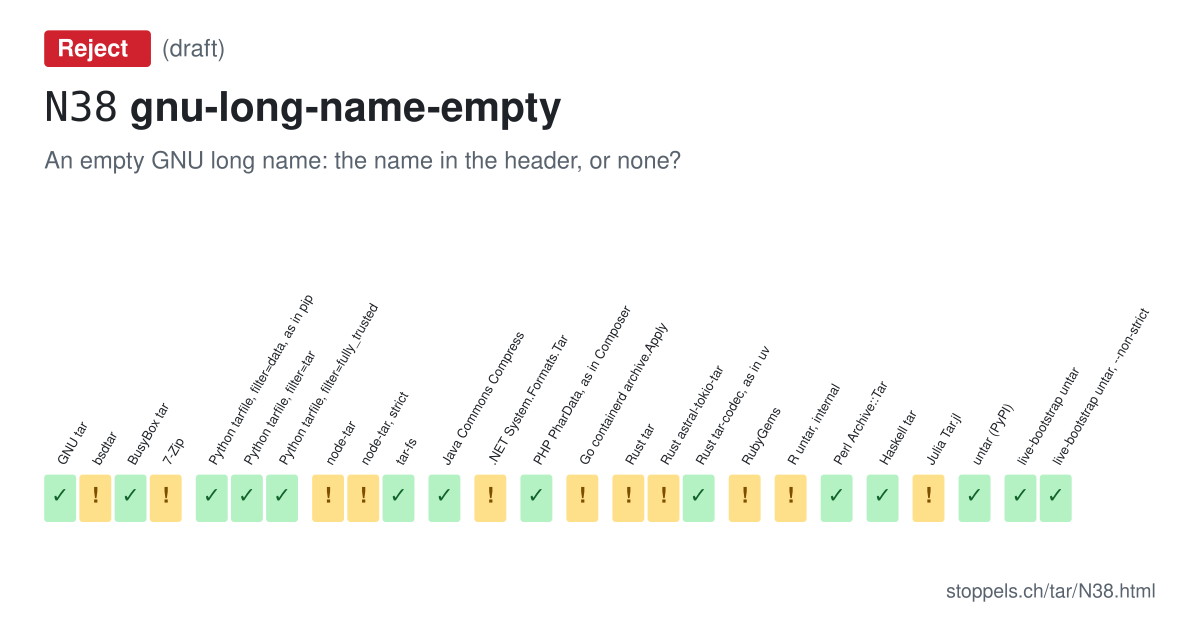 Reject (draft)
N38 gnu-long-name-empty
An empty GNU long name: the name in the header, or none?
GNU tar
bsdtar
BusyBox tar
7-Zip
Python tarfile, filter=data, as in pip
Python tarfile, filter=tar
Python tarfile, filter=fully_trusted
node-tar
node-tar, strict
tar-fs
Java Commons Compress
.NET System.Formats.Tar
PHP PharData, as in Composer
Go containerd archive.Apply
Rust tar
Rust astral-tokio-tar
Rust tar-codec, as in uv
RubyGems
R untar, internal
Perl Archive::Tar
Haskell tar
Julia Tar.jl
untar (PyPI)
live-bootstrap untar
live-bootstrap untar, --non-strict
✓ ! ✓ ! ✓ ✓ ✓ ! ! ✓ ✓ ! ✓ ! ! ! ✓ ! ! ✓ ✓ ! ✓ ✓ ✓
stoppels.ch/tar/N38.html